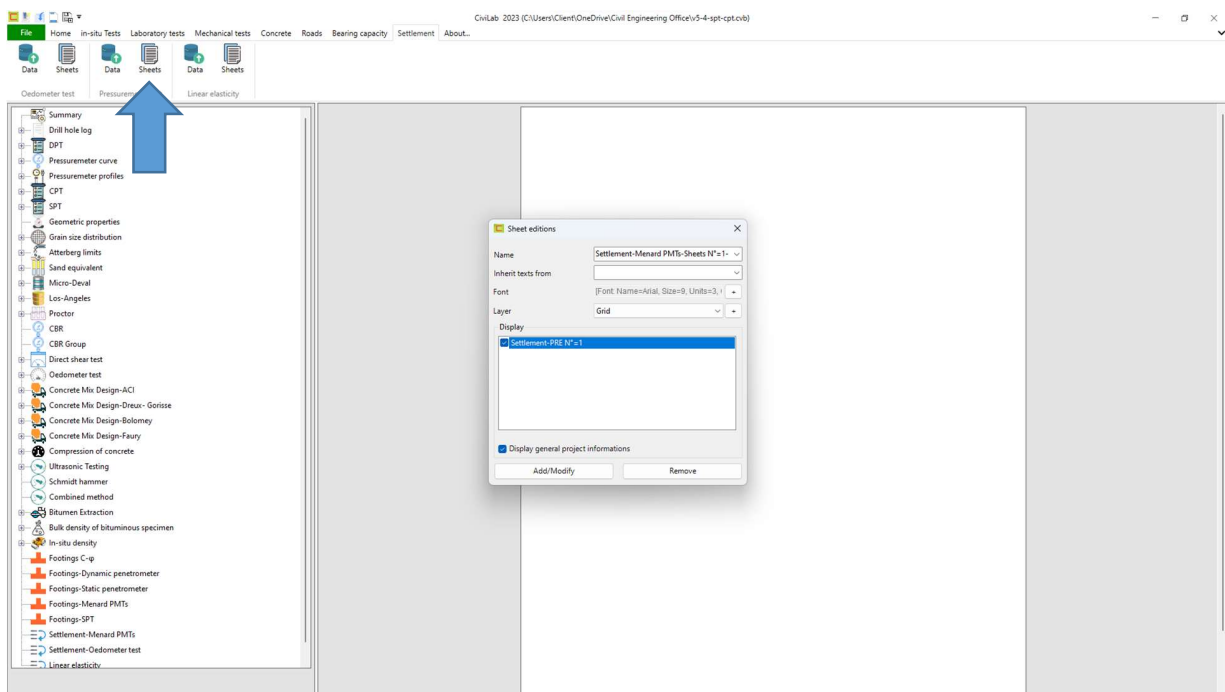 CiviLab 2023 (C:\Users\Client\OneDrive\Civil Engineering Office\v5-4-spt-cpt.cvb)
File Home in-situ Tests Laboratory tests Mechanical tests Concrete Roads Bearing capacity Settlement About...
Data Sheets Data Sheets Data Sheets
Oedometer test Linear elasticity
Summary
Drill hole log
DPT
Pressuremeter curve
Pressuremeter profiles
CPT
SPT
Geometric properties
Grain size distribution
Atterberg limits
Sand equivalent
Micro-Deval
Los-Angeles
Proctor
CBR
CBR Group
Direct shear test
Oedometer test
Concrete Mix Design-ACI
Concrete Mix Design-Dreux- Gorisse
Concrete Mix Design-Bolomey
Concrete Mix Design-Faury
Compression of concrete
Ultrasonic Testing
Schmidt hammer
Combined method
Bitumen Extraction
Bulk density of bituminous specimen
In-situ density
Footings C-φ
Footings-Dynamic penetrometer
Footings-Static penetrometer
Footings-Menard PMTs
Footings-SPT
Settlement-Menard PMTs
Settlement-Oedometer test
Linear elasticity
Sheet editions
Name Settlement-Menard PMTs-Sheets N°=1-
Inherit texts from
Font [Font: Name=Arial, Size=9, Units=3,
Layer Grid
Display
Settlement-PRE N°=1
Display general project informations
Add/Modify Remove